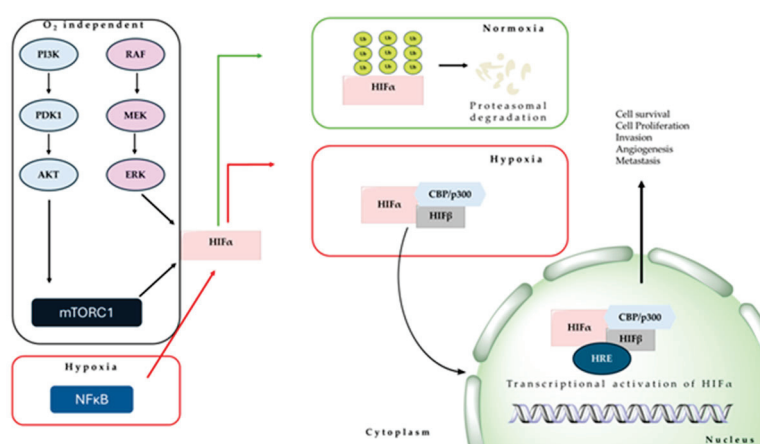 O₂ independent
PI3K
RAF
PDK1
MEK
AKT
ERK
mTORC1
Hypoxia
NFκB
HIFα
Normoxia
Ub Ub Ub
Ub Ub Ub
Ub Ub Ub
HIFα
Proteasomal
degradation
Hypoxia
CBP/p300
HIFα
HIFβ
Cell survival
Cell Proliferation
Invasion
Angiogenesis
Metastasis
CBP/p300
HIFα
HIFβ
HRE
Transcriptional activation of HIFα
Cytoplasm
Nucleus